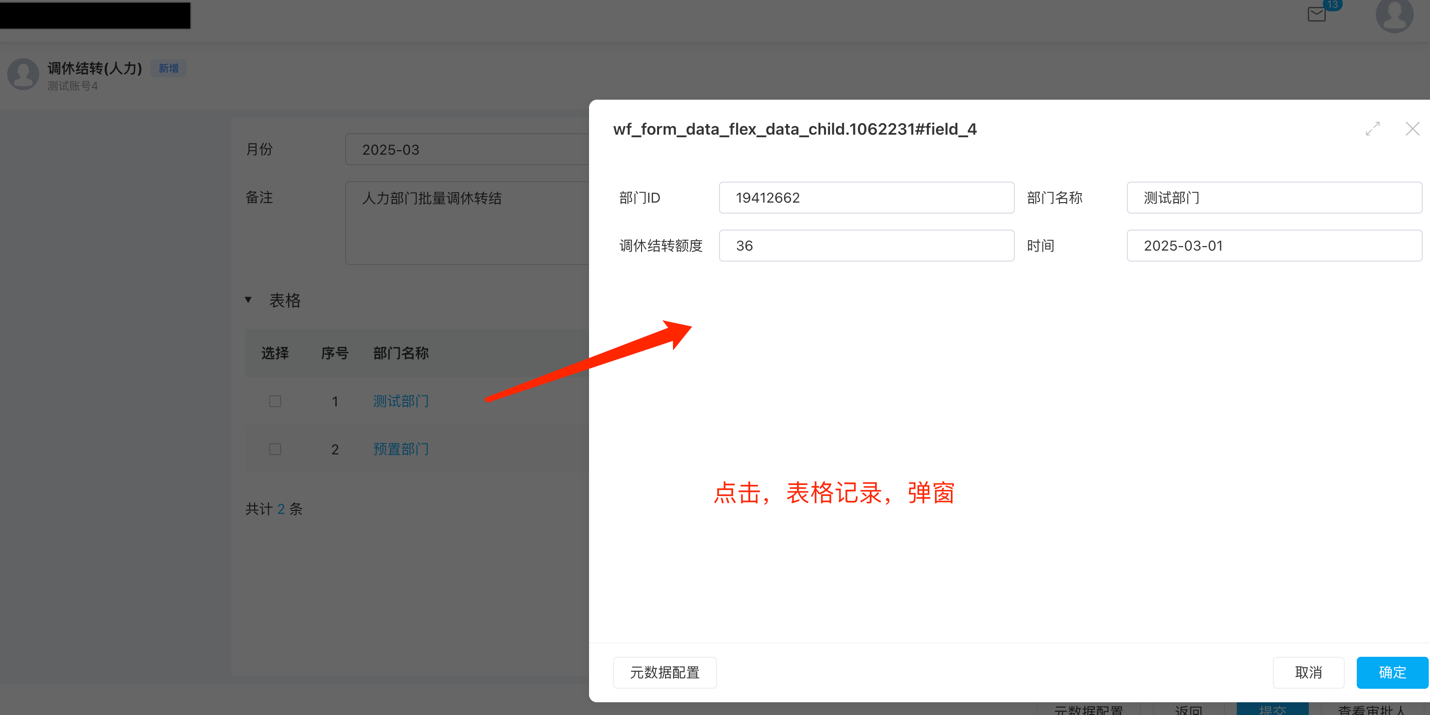 13
调休结转(人力) 新增
测试账号4
wf_form_data_flex_data_child.1062231#field_4
月份 2025-03
备注 人力部门批量调休转结
部门ID 19412662 部门名称 测试部门
调休结转额度 36 时间 2025-03-01
表格
选择 序号 部门名称
1 测试部门
2 预置部门
共计 2 条
点击，表格记录，弹窗
元数据配置 取消 确定
元数据配置 返回 提交 查看审批人